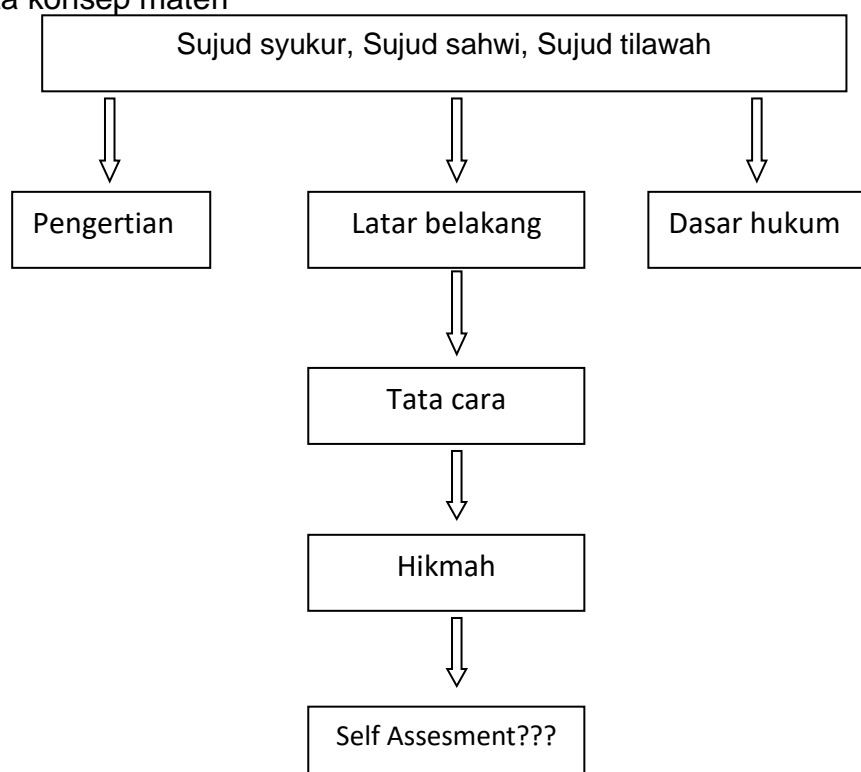 konsep materi
Sujud syukur, Sujud sahwi, Sujud tilawah
Pengertian
Latar belakang
Dasar hukum
Tata cara
Hikmah
Self Assesment???